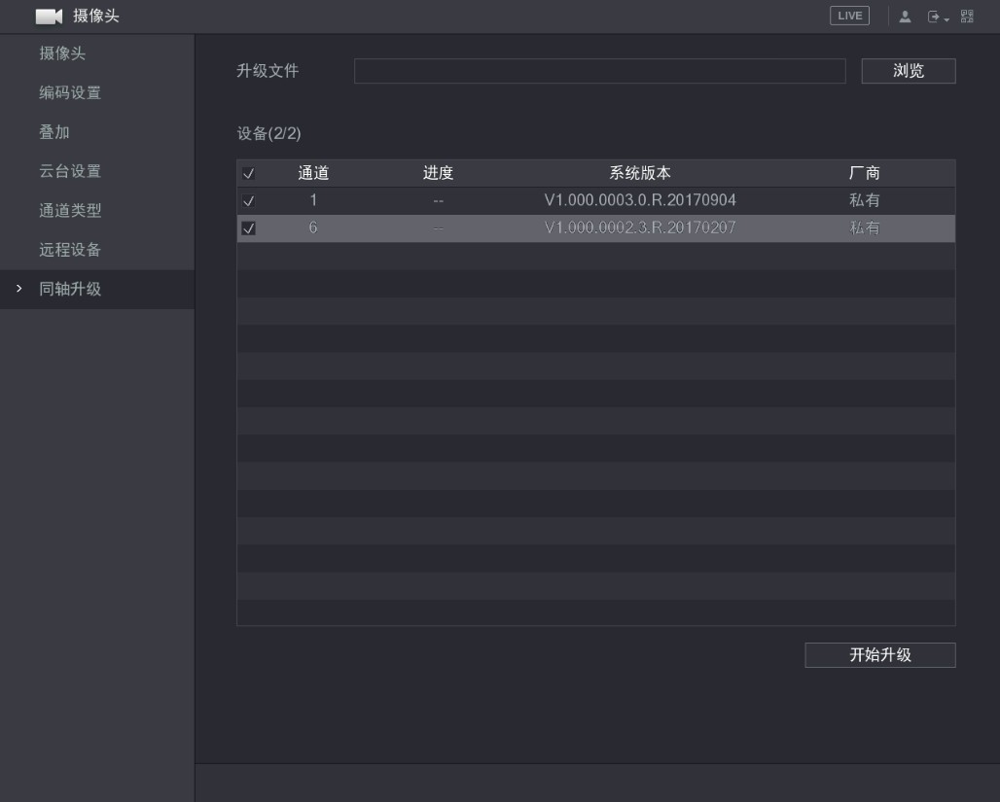 摄像头
LIVE
摄像头
编码设置
叠加
云台设置
通道类型
远程设备
同轴升级
升级文件
浏览
设备(2/2)
通道 进度 系统版本 厂商
1 -- V1.000.0003.0.R.20170904 私有
6 -- V1.000.0002.3.R.20170207 私有
开始升级